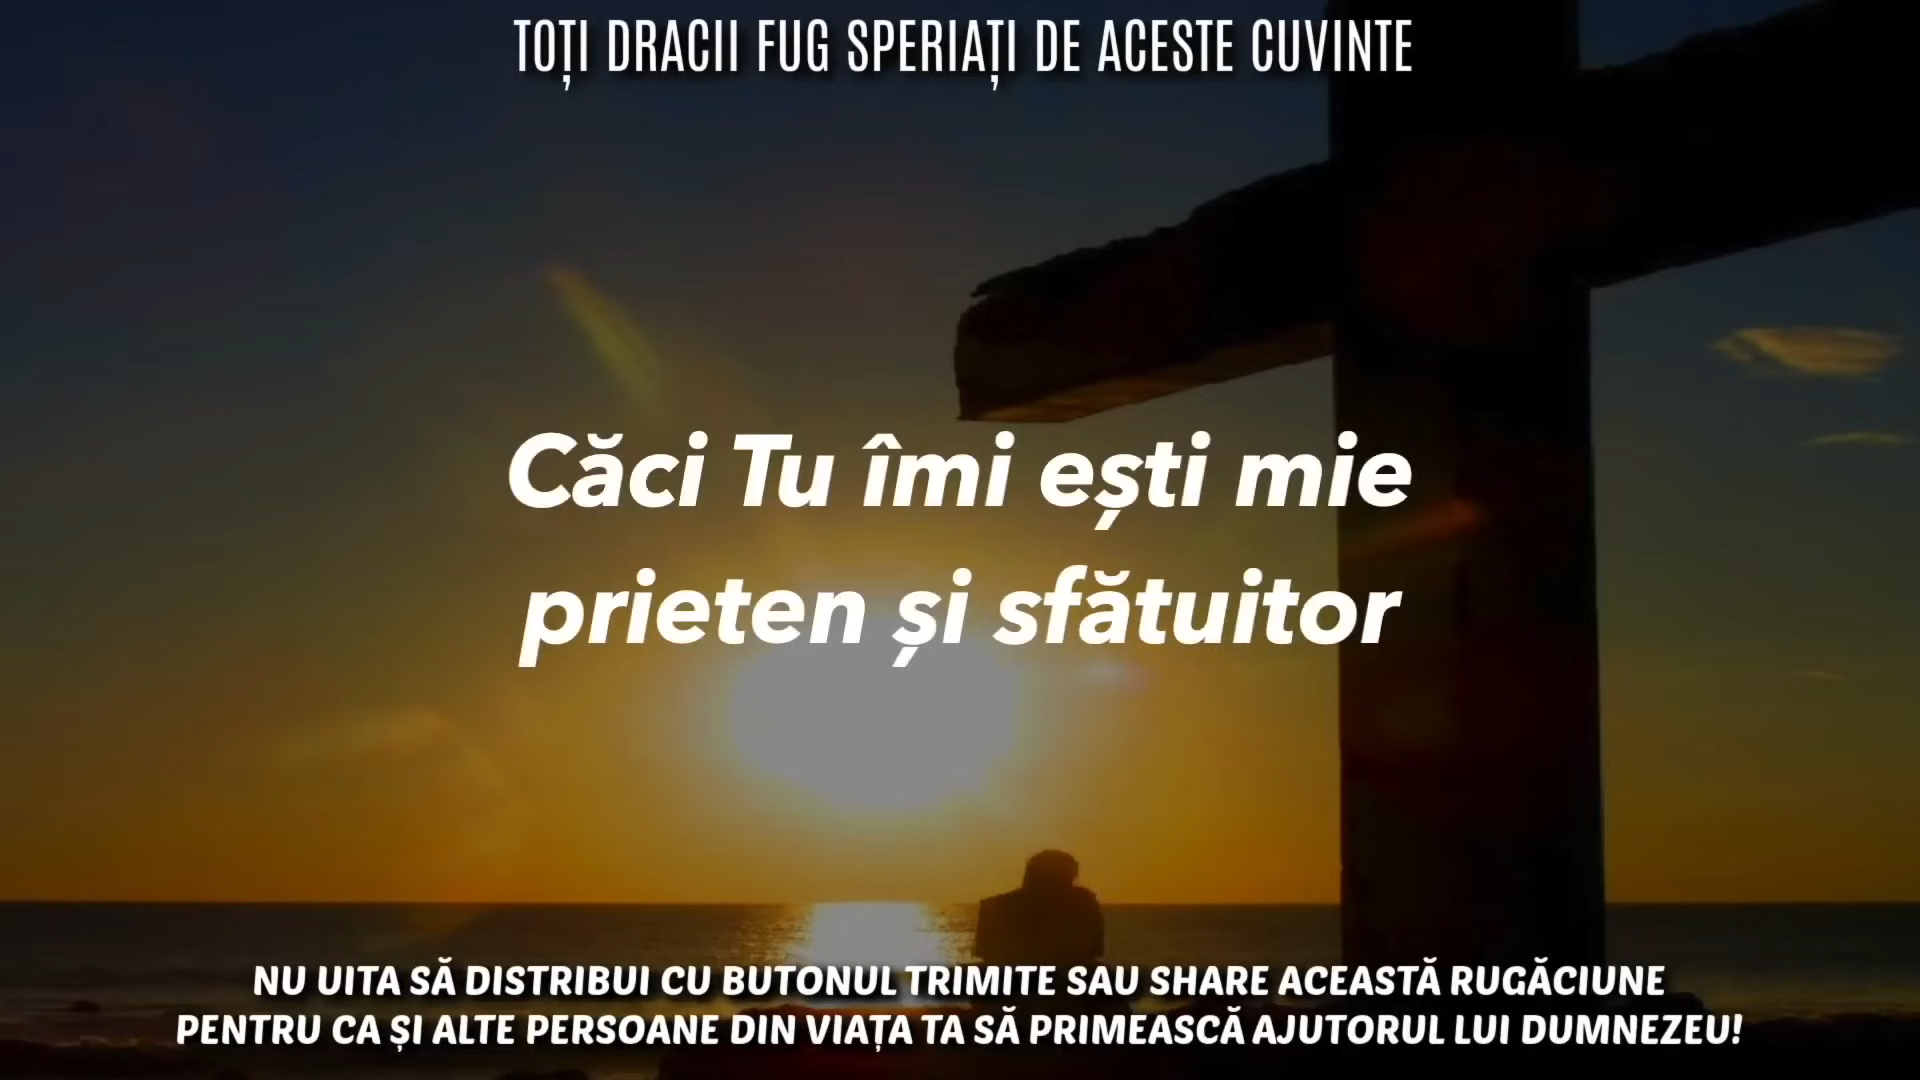 TOȚI DRACII FUG SPERIAȚI DE ACESTE CUVINTE
Căci Tu îmi ești mie
prieten și sfătuitor
NU UITA SĂ DISTRIBUI CU BUTONUL TRIMITE SAU SHARE ACEASTĂ RUGĂCIUNE
PENTRU CA ȘI ALTE PERSOANE DIN VIAȚA TA SĂ PRIMEASCĂ AJUTORUL LUI DUMNEZEU!